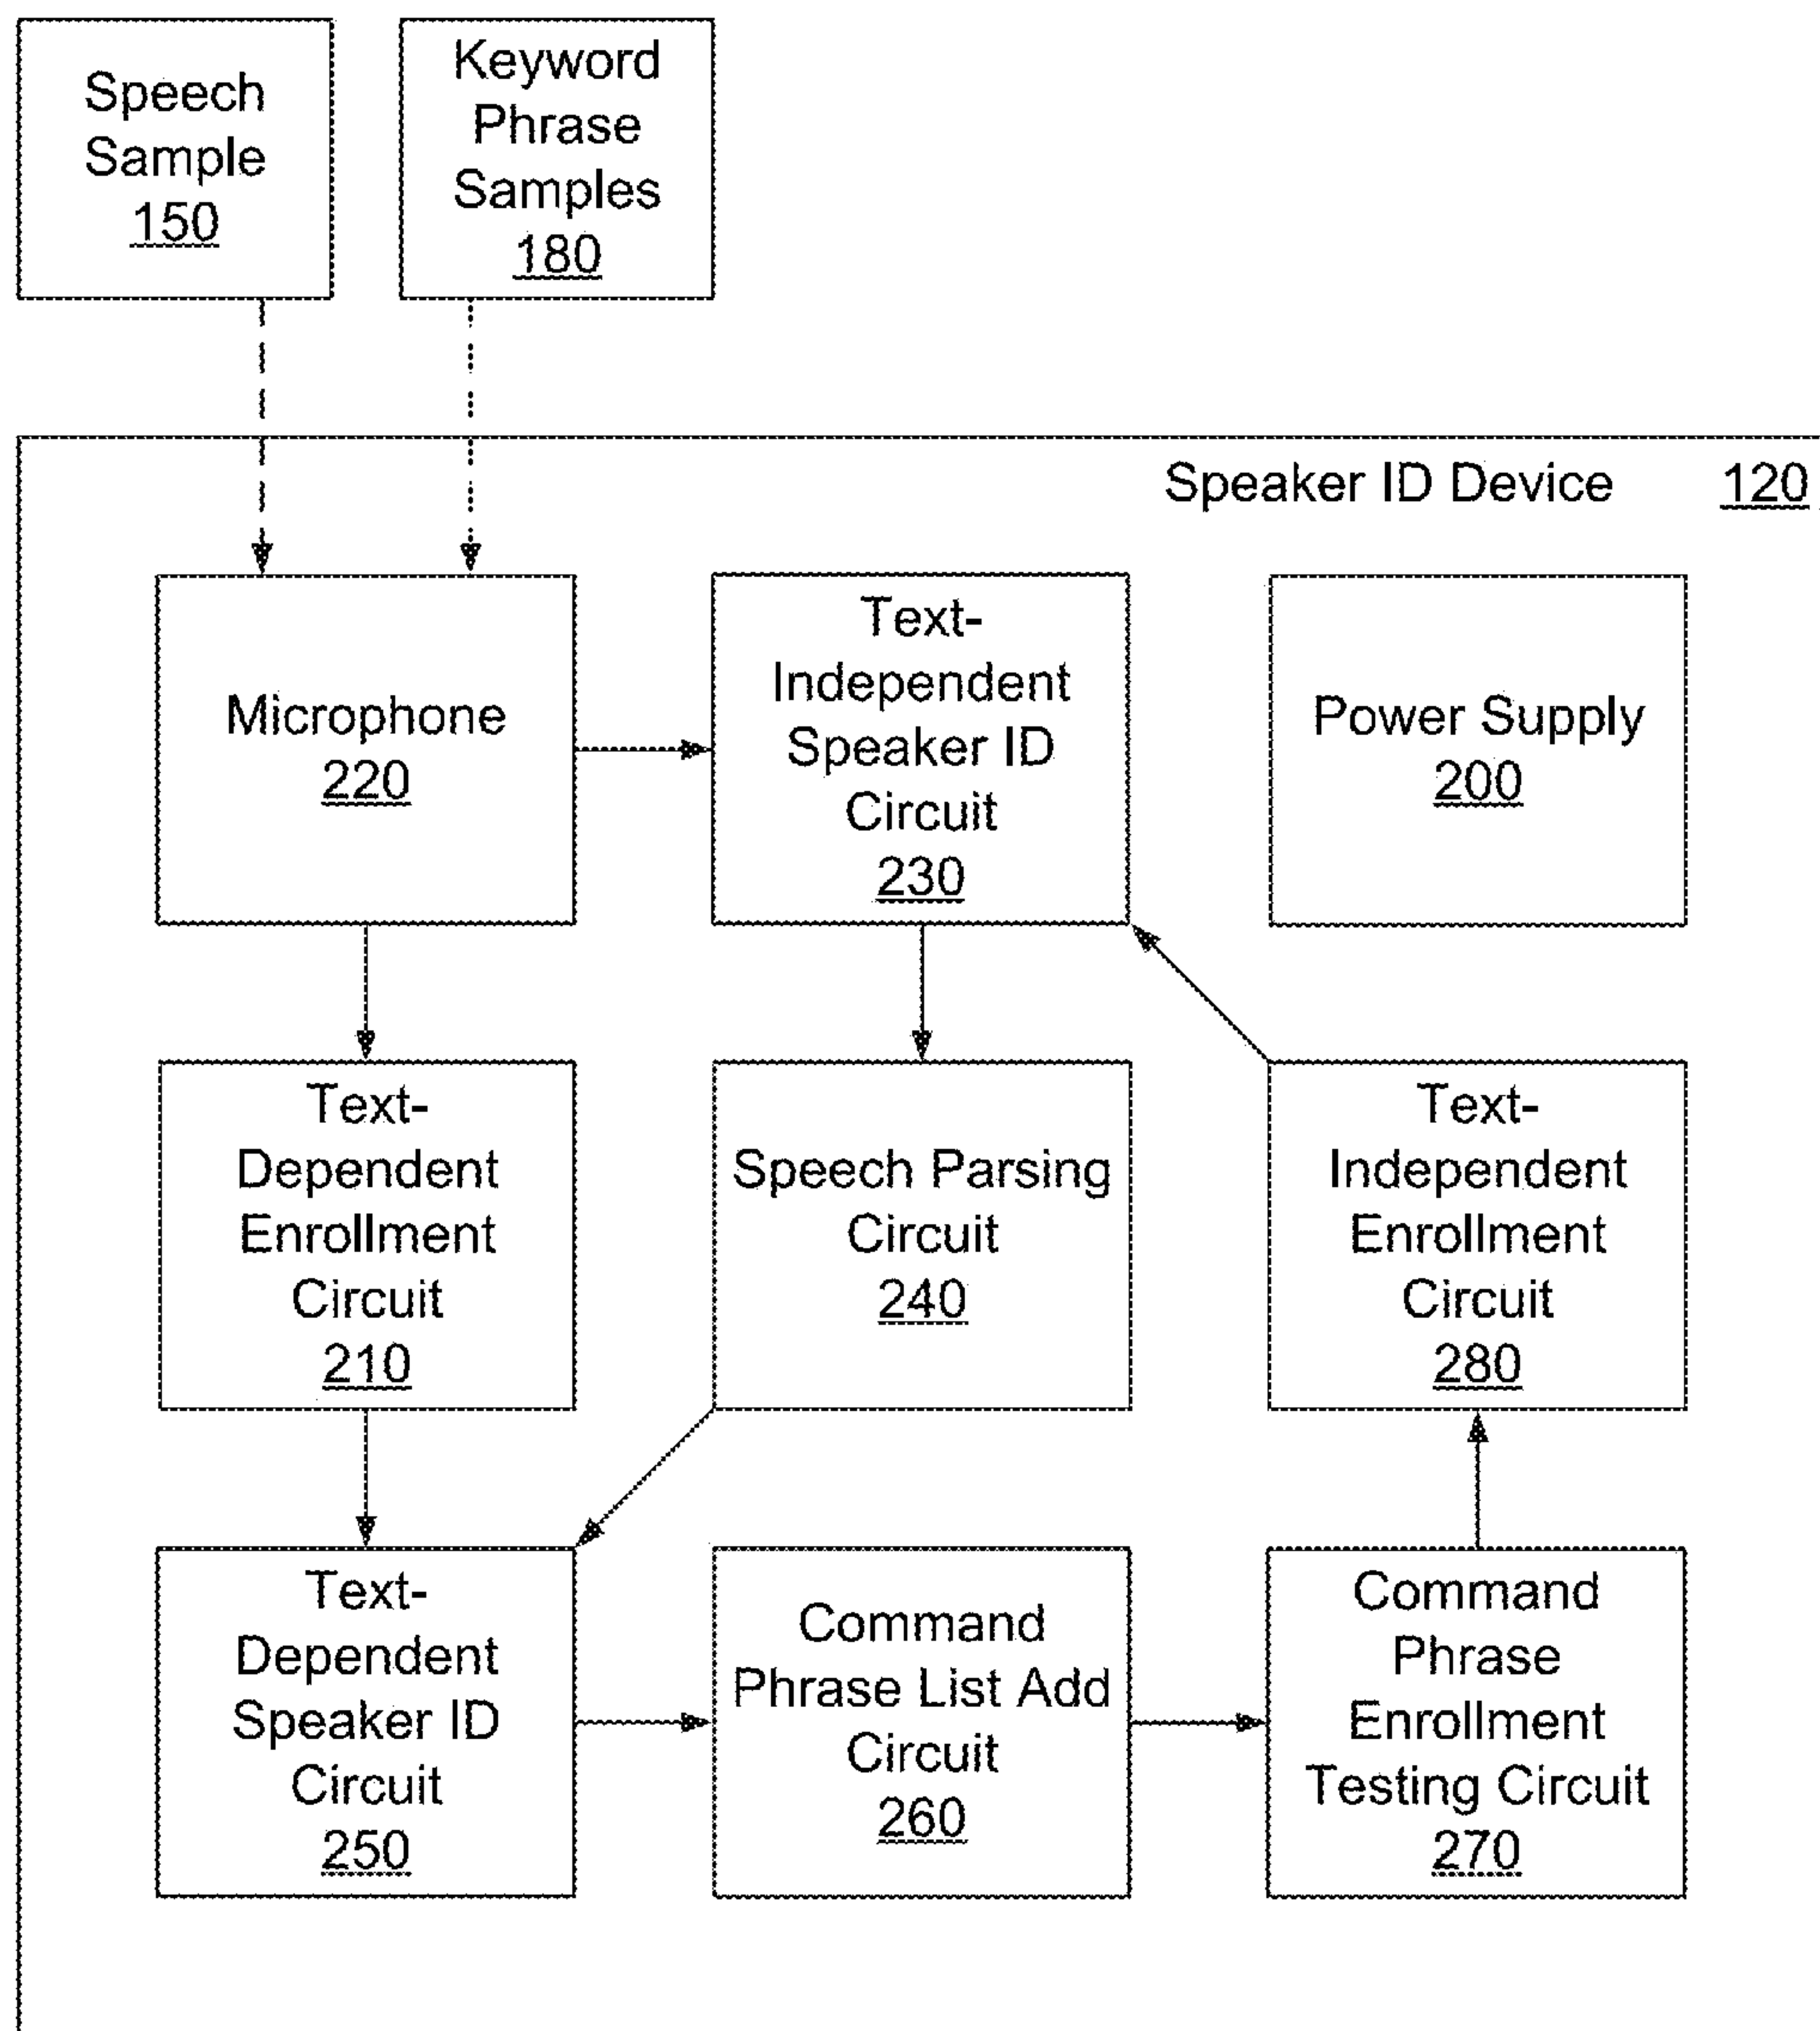 Speech
Sample
150
Keyword
Phrase
Samples
180
Speaker ID Device 120
Microphone
220
Text-
Independent
Speaker ID
Circuit
230
Power Supply
200
Text-
Dependent
Enrollment
Circuit
210
Speech Parsing
Circuit
240
Text-
Independent
Enrollment
Circuit
280
Text-
Dependent
Speaker ID
Circuit
250
Command
Phrase List Add
Circuit
260
Command
Phrase
Enrollment
Testing Circuit
270